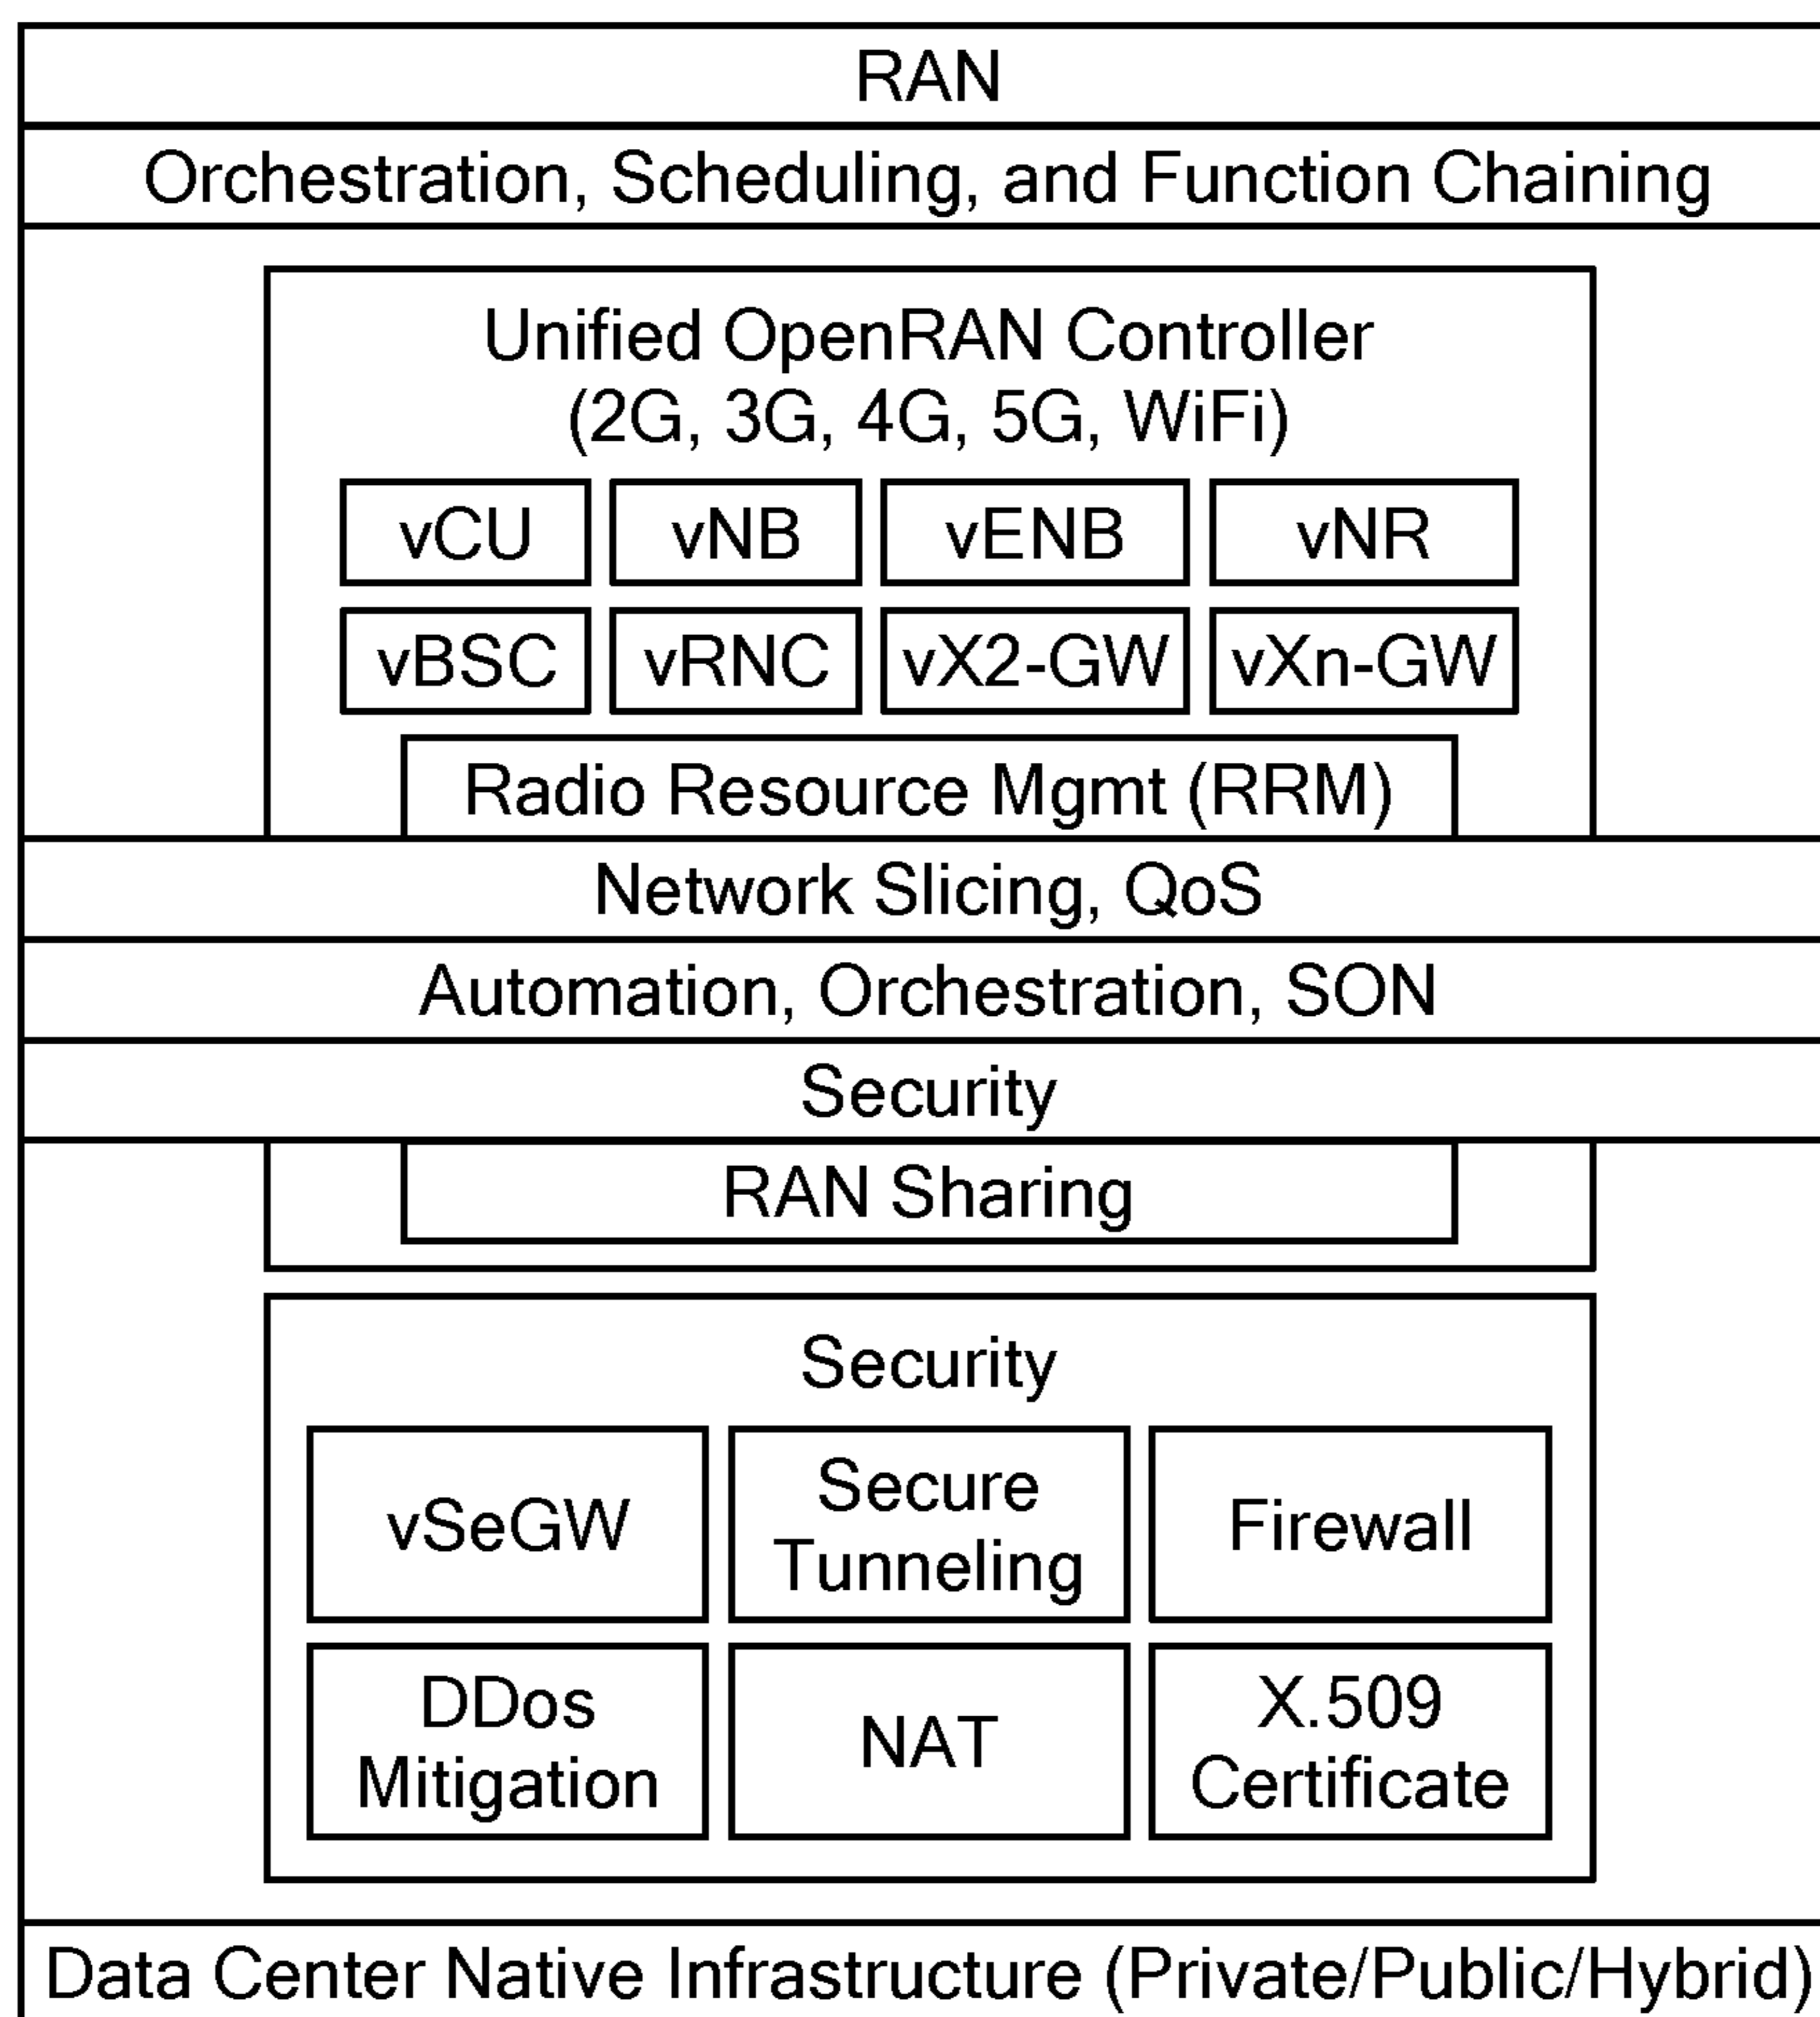 RAN
Orchestration, Scheduling, and Function Chaining
Unified OpenRAN Controller
(2G, 3G, 4G, 5G, WiFi)
vCU vNB vENB vNR
vBSC vRNC vX2-GW vXn-GW
Radio Resource Mgmt (RRM)
Network Slicing, QoS
Automation, Orchestration, SON
Security
RAN Sharing
Security
vSeGW
Secure
Tunneling
Firewall
DDos
Mitigation
NAT
X.509
Certificate
Data Center Native Infrastructure (Private/Public/Hybrid)